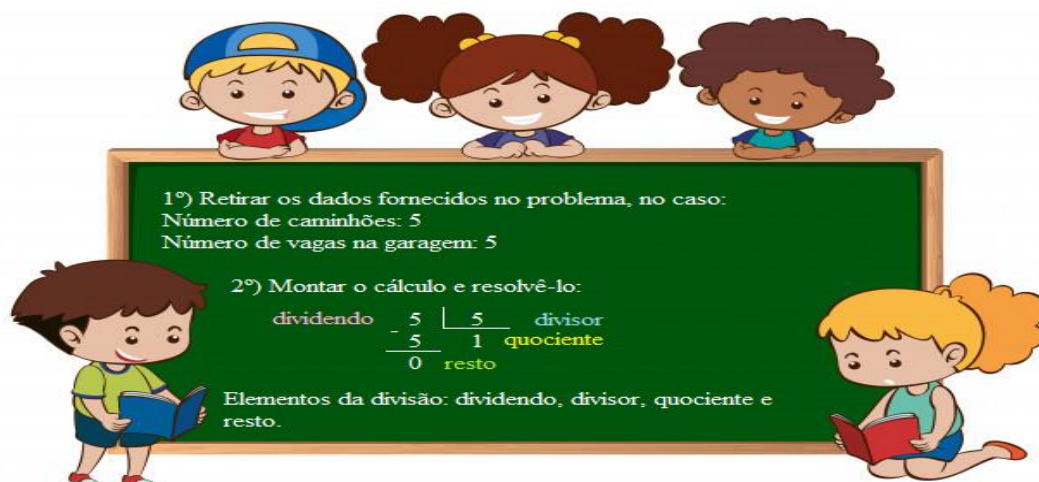 1º) Retirar os dados fornecidos no problema, no caso:
Número de caminhões: 5
Número de vagas na garagem: 5
2º) Montar o cálculo e resolvê-lo:
dividendo 5 5 divisor
- 5 1 quociente
0 resto
Elementos da divisão: dividendo, divisor, quociente e
resto.